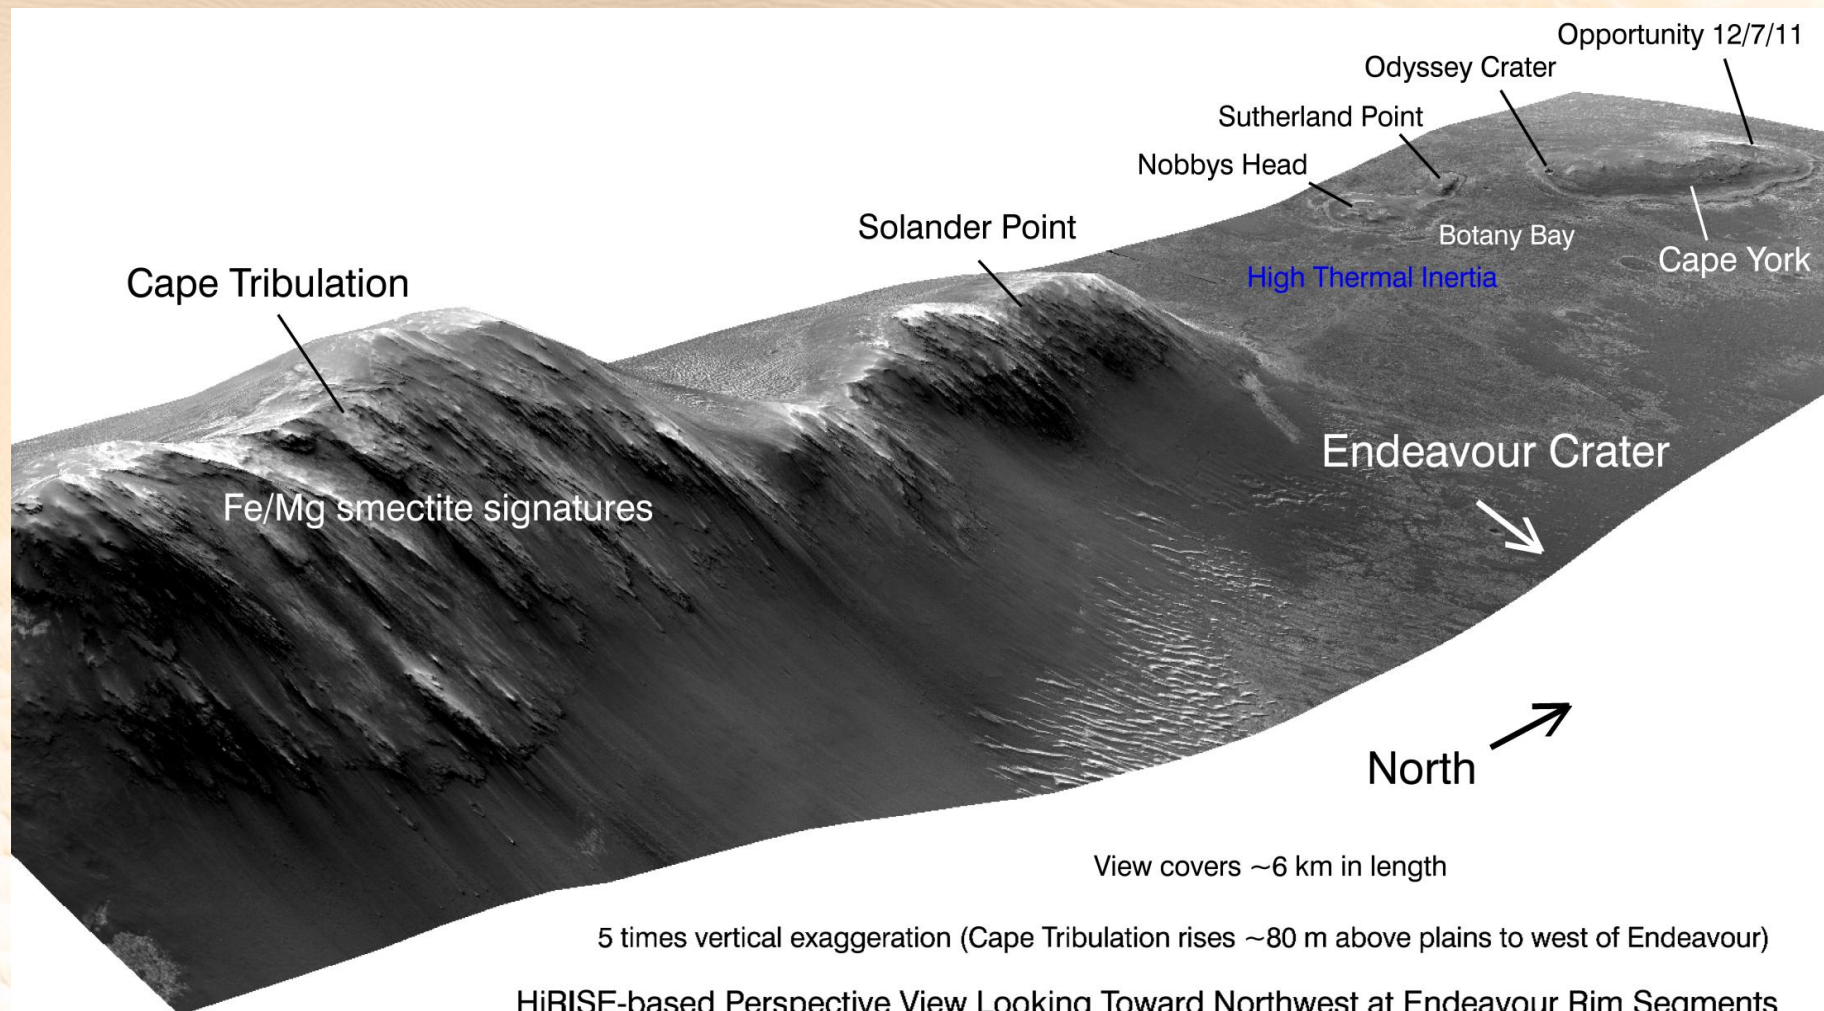 Opportunity 12/7/11
Odyssey Crater
Sutherland Point
Nobbys Head
Solander Point
Botany Bay
Cape York
High Thermal Inertia
Cape Tribulation
Endeavour Crater
Fe/Mg smectite signatures
North
View covers ~6 km in length
5 times vertical exaggeration (Cape Tribulation rises ~80 m above plains to west of Endeavour)
HiRISE-based Perspective View Looking Toward Northwest at Endeavour Rim Segments